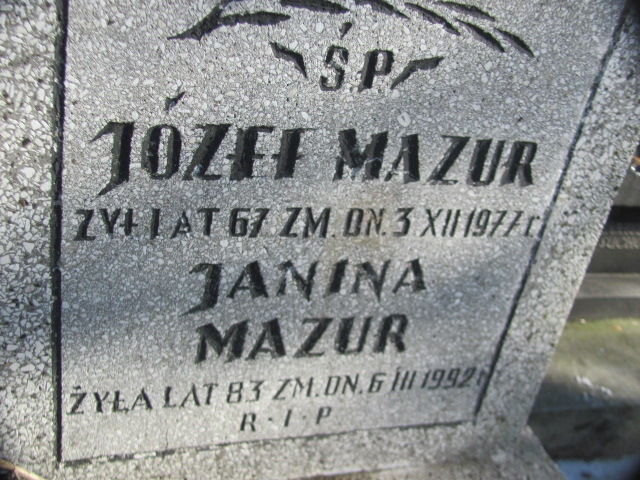 ŚP
JÓZEF MAZUR
ŻYŁ LAT 67 ZM. DN. 3 XII 1977 r.
JANINA
MAZUR
ŻYŁA LAT 83 ZM. DN. 6 III 1992 r.
R·I·P